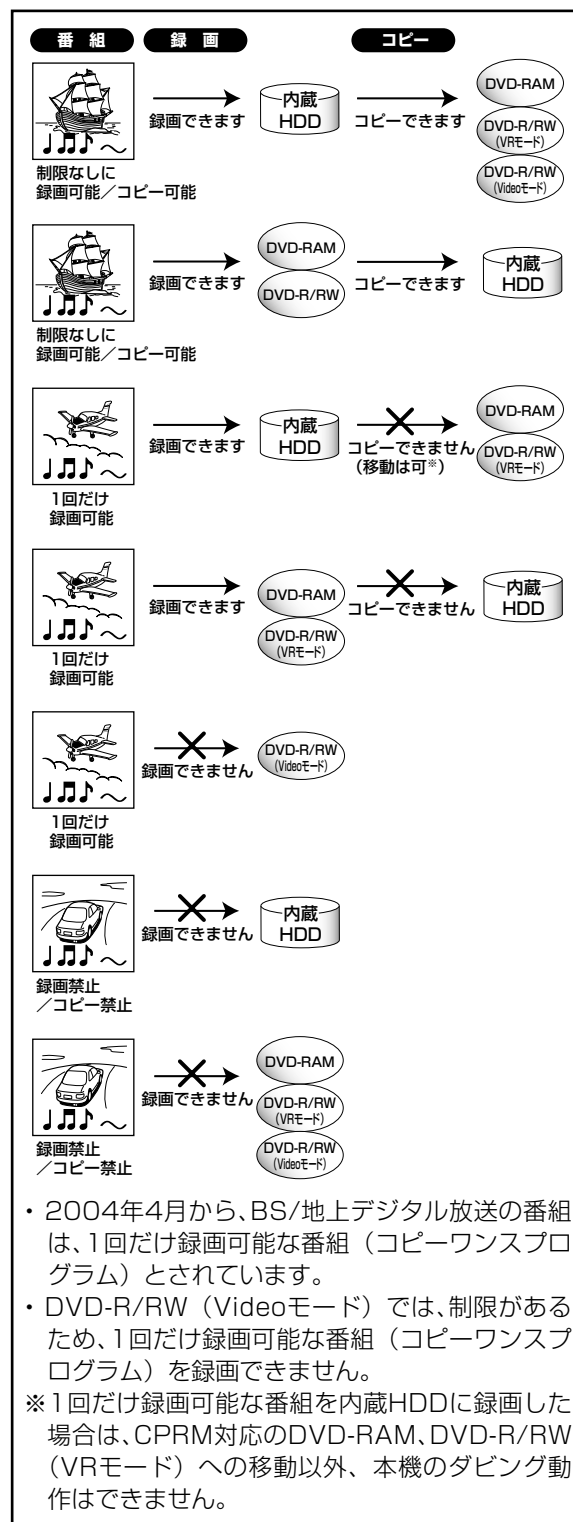 番 組 録 画 コピー
録画できます
内蔵
HDD
コピーできます
DVD-RAM
DVD-R/RW
(VRモード)
DVD-R/RW
(Videoモード)
制限なしに
録画可能／コピー可能
録画できます
DVD-RAM
DVD-R/RW
コピーできます
内蔵
HDD
制限なしに
録画可能／コピー可能
録画できます
内蔵
HDD
コピーできません
（移動は可※）
DVD-RAM
DVD-R/RW
(VRモード)
1回だけ
録画可能
録画できます
DVD-RAM
DVD-R/RW
(VRモード)
コピーできません
内蔵
HDD
1回だけ
録画可能
録画できません
DVD-R/RW
(Videoモード)
1回だけ
録画可能
録画できません
内蔵
HDD
録画禁止
／コピー禁止
録画できません
DVD-RAM
DVD-R/RW
(VRモード)
DVD-R/RW
(Videoモード)
録画禁止
／コピー禁止
・2004年4月から、BS/地上デジタル放送の番組
は、1回だけ録画可能な番組（コピーワンスプロ
グラム）とされています。
・DVD-R/RW（Videoモード）では、制限がある
ため、1回だけ録画可能な番組（コピーワンスプ
ログラム）を録画できません。
※1回だけ録画可能な番組を内蔵HDDに録画した
場合は、CPRM対応のDVD-RAM、DVD-R/RW
（VRモード）への移動以外、本機のダビング動
作はできません。